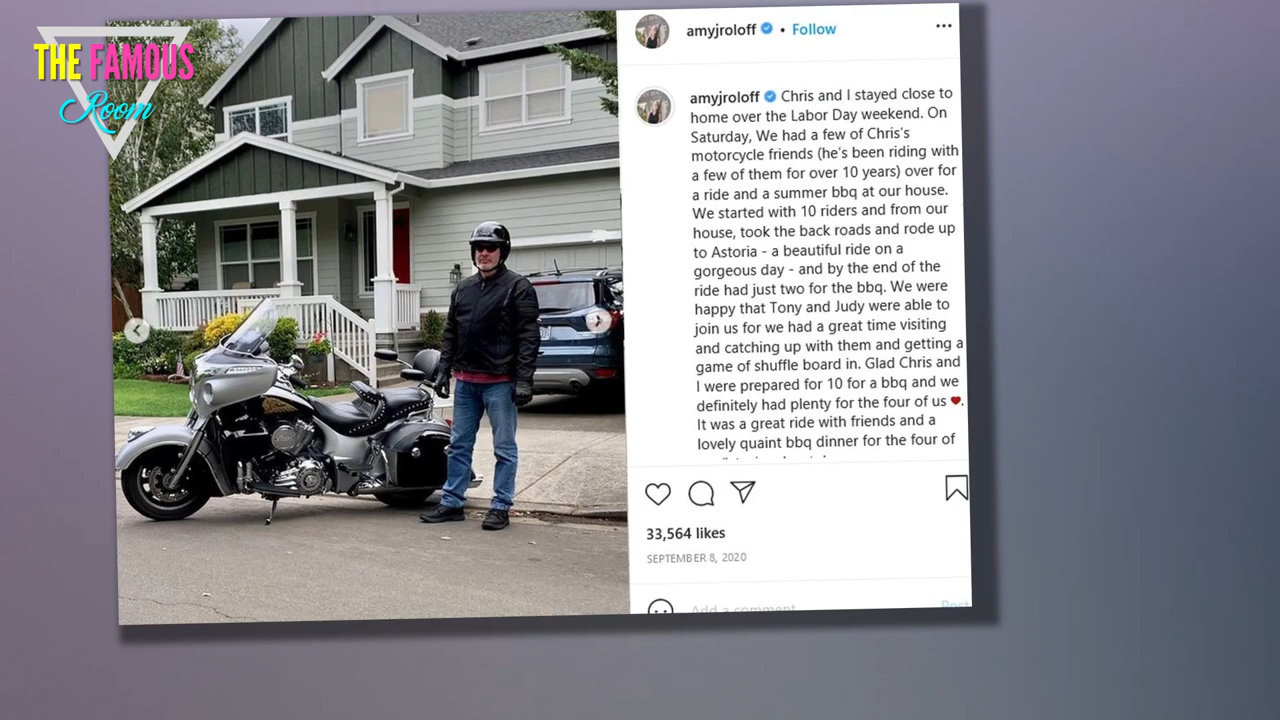 THE FAMOUS
Room
amyjroloff • Follow
amyjroloff Chris and I stayed close to
home over the Labor Day weekend. On
Saturday, We had a few of Chris's
motorcycle friends (he's been riding with
a few of them for over 10 years) over for
a ride and a summer bbq at our house.
We started with 10 riders and from our
house, took the back roads and rode up
to Astoria - a beautiful ride on a
gorgeous day - and by the end of the
ride had just two for the bbq. We were
happy that Tony and Judy were able to
join us for we had a great time visiting
and catching up with them and getting a
game of shuffle board in. Glad Chris and
I were prepared for 10 for a bbq and we
definitely had plenty for the four of us ❤.
It was a great ride with friends and a
lovely quaint bbq dinner for the four of
33,564 likes
SEPTEMBER 8, 2020
Add a comment
Post